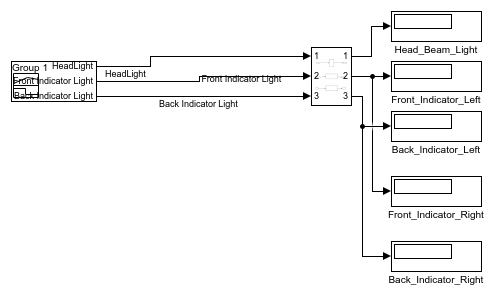 Group 1
HeadLight
Front Indicator Light
Back Indicator Light
HeadLight
Front Indicator Light
Back Indicator Light
1 1
2 2
3 3
Head_Beam_Light
Front_Indicator_Left
Back_Indicator_Left
Front_Indicator_Right
Back_Indicator_Right